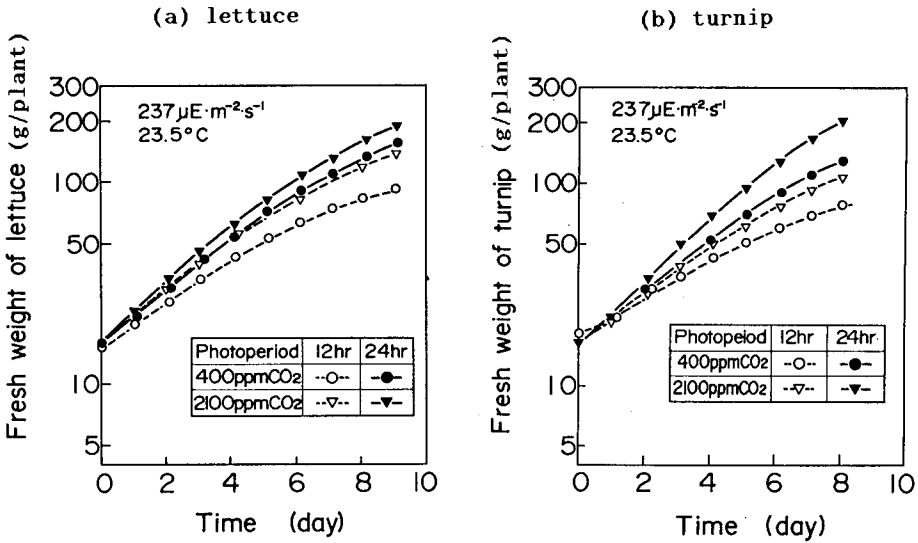 (a) lettuce
Fresh weight of lettuce (g/plant)
300
200
100
50
10
5
237µE·m⁻²·s⁻¹
23.5°C
Photoperiod 12hr 24hr
400ppmCO2
2100ppmCO2
0 2 4 6 8 10
Time (day)
(b) turnip
Fresh weight of turnip (g/plant)
300
200
100
50
10
5
237µE·m⁻²·s⁻¹
23.5°C
Photopeiod 12hr 24hr
400ppmCO2
2100ppmCO2
0 2 4 6 8 10
Time (day)